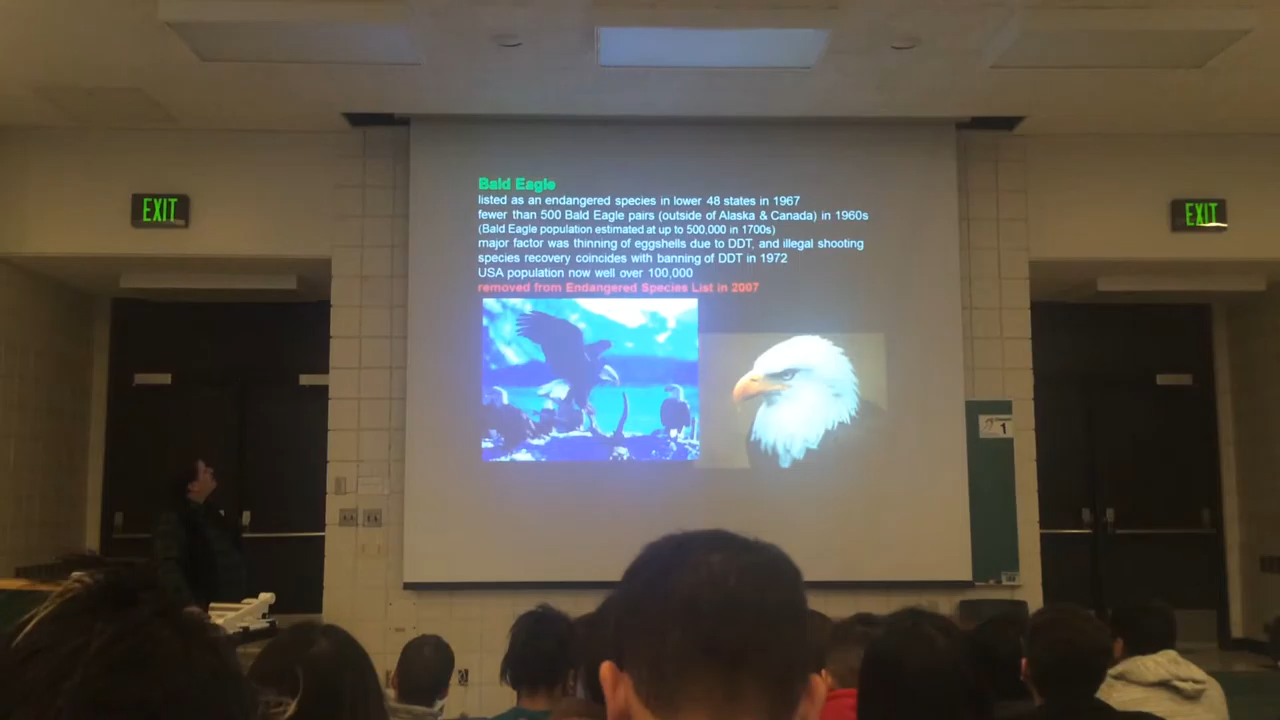 EXIT
Bald Eagle
listed as an endangered species in lower 48 states in 1967
fewer than 500 Bald Eagle pairs (outside of Alaska & Canada) in 1960s
(Bald Eagle population estimated at up to 500,000 in 1700s)
major factor was thinning of eggshells due to DDT, and illegal shooting
species recovery coincides with banning of DDT in 1972
USA population now well over 100,000
removed from Endangered Species List in 2007
EXIT
1